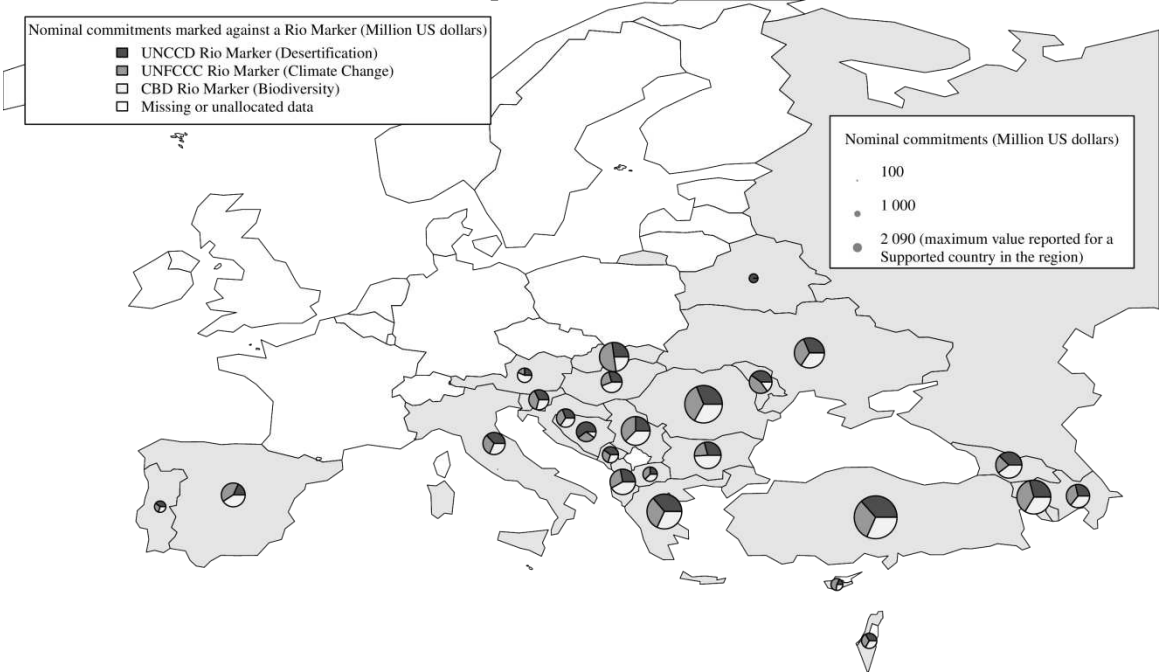 Nominal commitments marked against a Rio Marker (Million US dollars)
UNCCD Rio Marker (Desertification)
UNFCCC Rio Marker (Climate Change)
CBD Rio Marker (Biodiversity)
Missing or unallocated data
Nominal commitments (Million US dollars)
100
1 000
2 090 (maximum value reported for a
Supported country in the region)